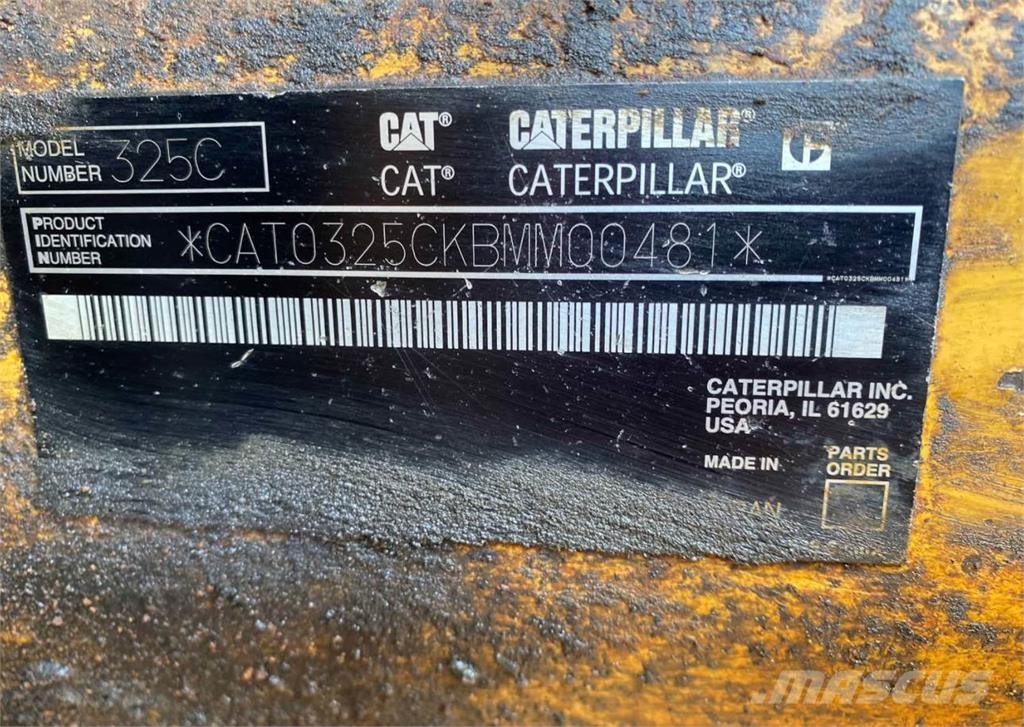 MODEL
NUMBER 325C
CAT® CATERPILLAR®
CAT® CATERPILLAR®
PRODUCT
IDENTIFICATION
NUMBER
*CAT0325CKBMM00481*
*CAT0325CKBMM00481*
CATERPILLAR INC.
PEORIA, IL 61629
USA
MADE IN
PARTS
ORDER
MASCUS